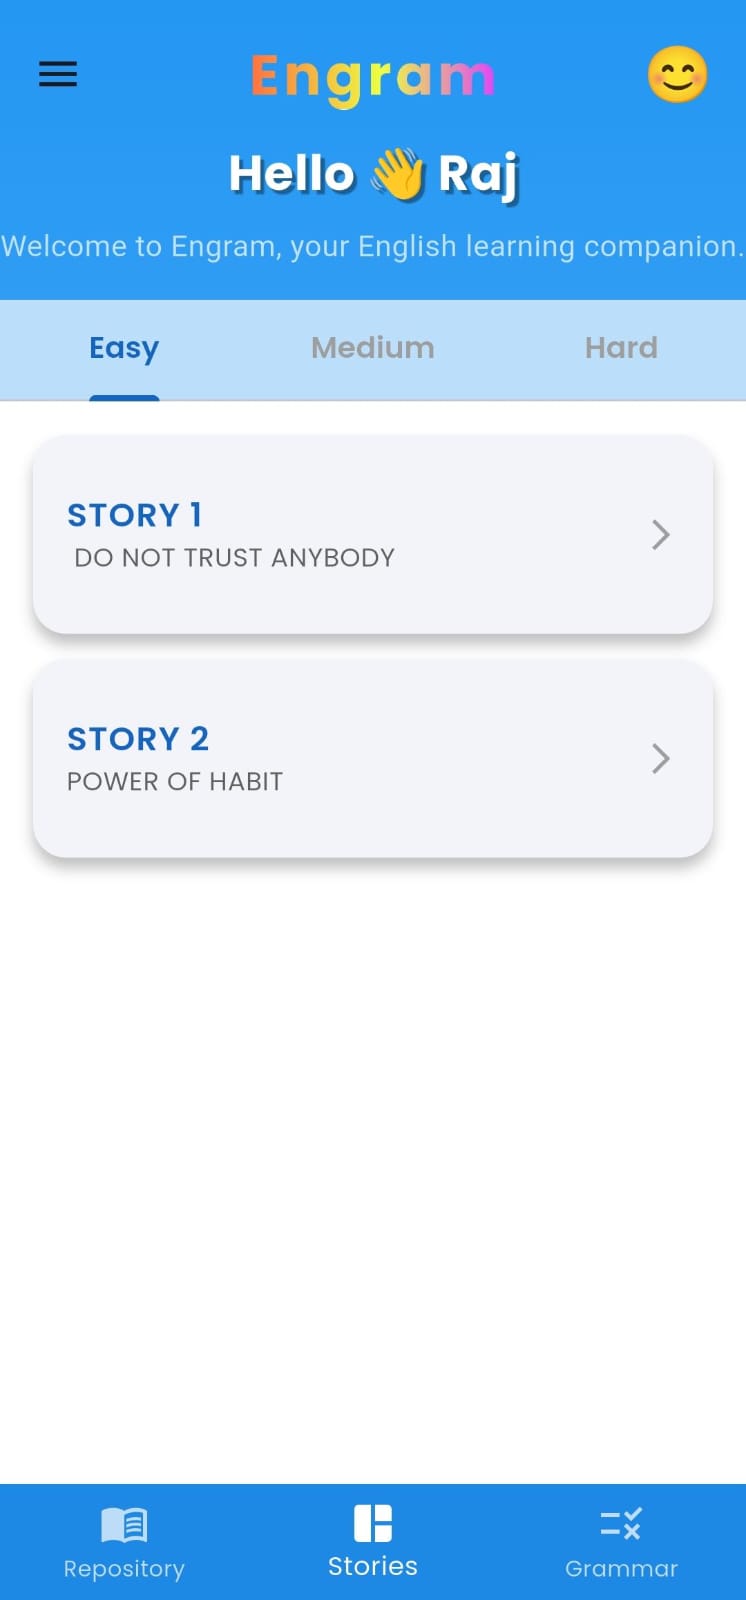 Engram
Hello 👋 Raj
Welcome to Engram, your English learning companion.
Easy Medium Hard
STORY 1
DO NOT TRUST ANYBODY
STORY 2
POWER OF HABIT
Repository Stories Grammar